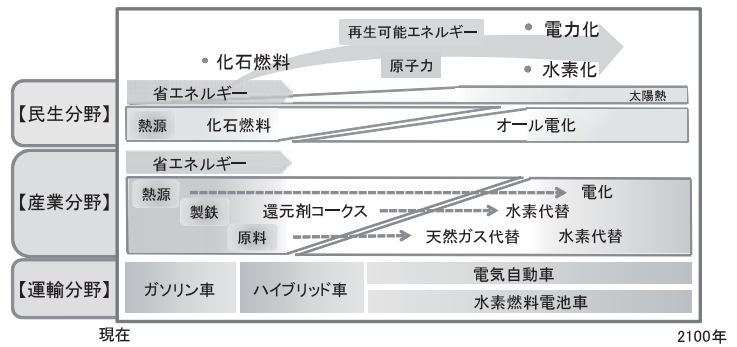 再生可能エネルギー
・電力化
・化石燃料
原子力
・水素化
省エネルギー
太陽熱
【民生分野】
熱源 化石燃料 オール電化
省エネルギー
【産業分野】
熱源 電化
製鉄 還元剤コークス 水素代替
原料 天然ガス代替 水素代替
【運輸分野】
ガソリン車 ハイブリッド車 電気自動車
水素燃料電池車
現在 2100年